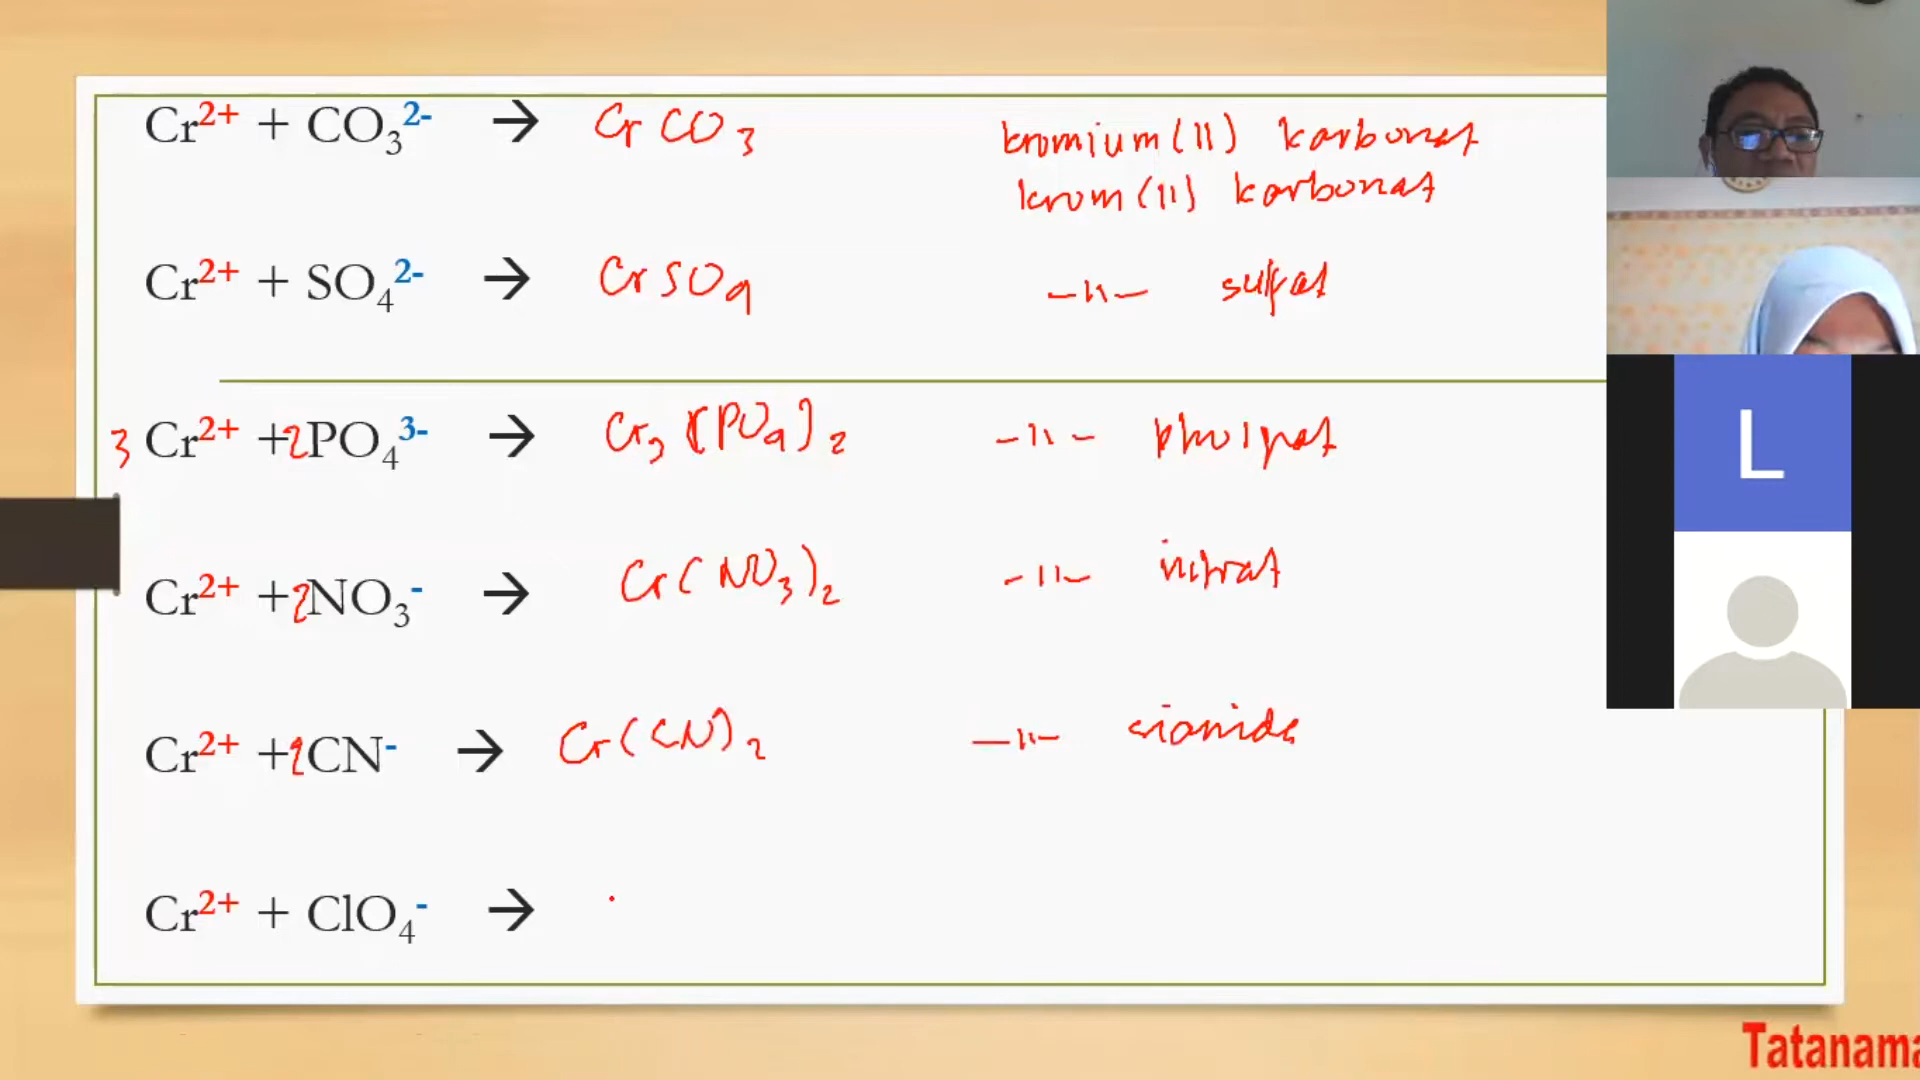 Cr²⁺ + CO₃²⁻ → CrCO₃ kromium(II) karbonat
krom(II) karbonat
Cr²⁺ + SO₄²⁻ → CrSO₄ –"– sulfat
3 Cr²⁺ + 2PO₄³⁻ → Cr₃(PO₄)₂ –"–
Cr²⁺ + 2NO₃⁻ → Cr(NO₃)₂ –"– nitrat
Cr²⁺ + 2CN⁻ → Cr(CN)₂ –"– sianida
Cr²⁺ + ClO₄⁻ →
L
Tatanama